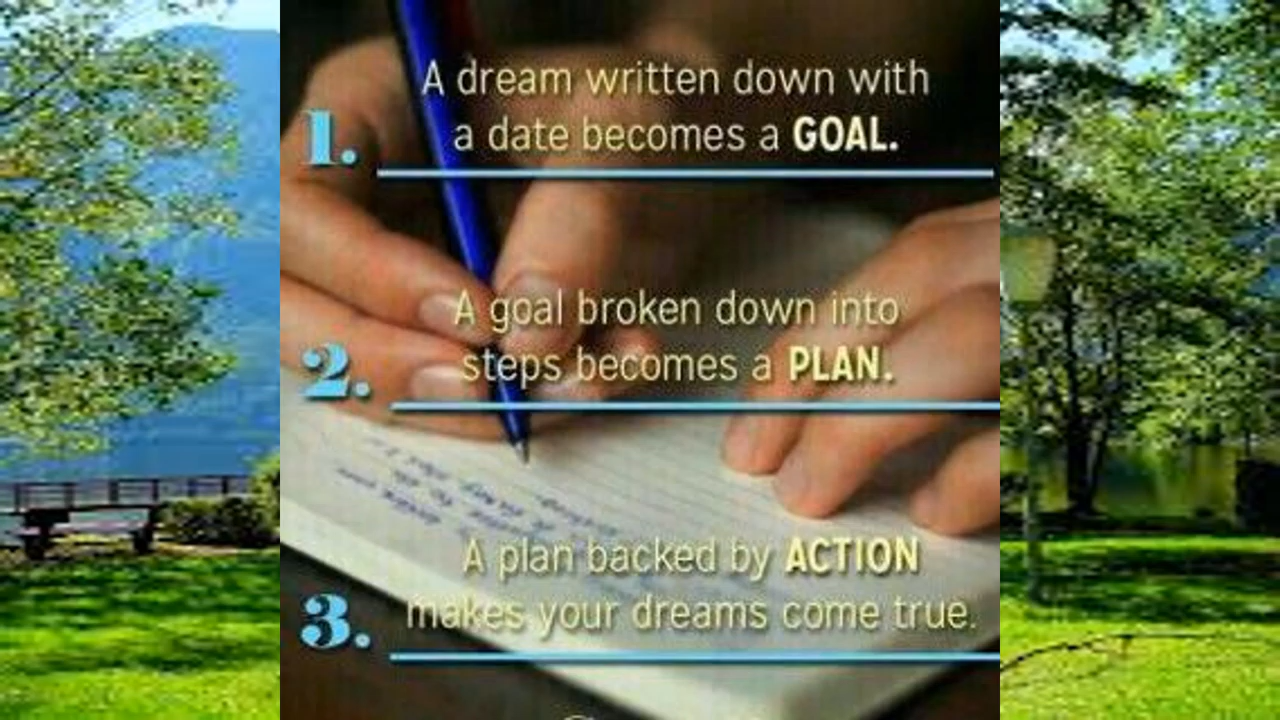 1.
A dream written down with
a date becomes a GOAL.
2.
A goal broken down into
steps becomes a PLAN.
3.
A plan backed by ACTION
makes your dreams come true.